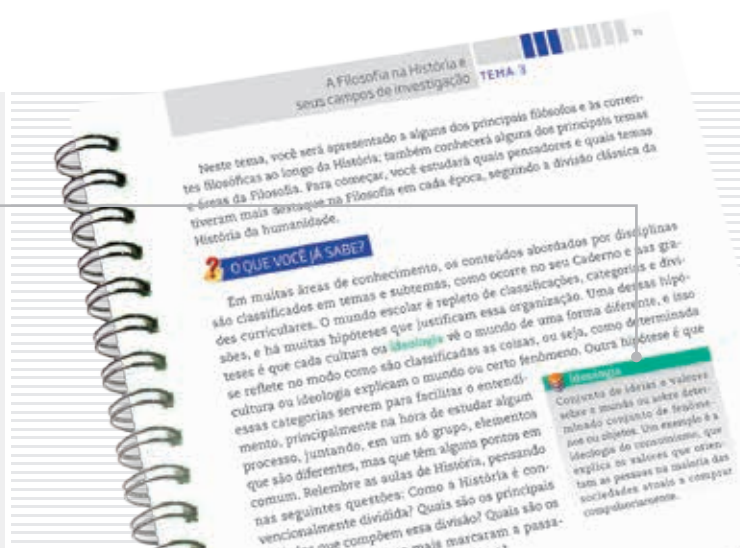 A Filosofia na História e
seus campos de investigação
TEMA 3
Neste tema, você será apresentado a alguns dos principais filósofos e às corren-
tes filosóficas ao longo da História; também conhecerá alguns dos principais temas
e áreas da Filosofia. Para começar, você estudará quais pensadores e quais temas
tiveram mais destaque na Filosofia em cada época, seguindo a divisão clássica da
História da humanidade.
? O QUE VOCÊ JÁ SABE?
Em muitas áreas de conhecimento, os conteúdos abordados por disciplinas
são classificados em temas e subtemas, como ocorre no seu Caderno e nas gra-
des curriculares. O mundo escolar é repleto de classificações, categorias e divi-
sões, e há muitas hipóteses que justificam essa organização. Uma dessas hipó-
teses é que cada cultura ou ideologia vê o mundo de uma forma diferente, e isso
se reflete no modo como são classificadas as coisas, ou seja, como determinada
cultura ou ideologia explicam o mundo ou certo fenômeno. Outra hipótese é que
essas categorias servem para facilitar o entendi-
mento, principalmente na hora de estudar algum
processo, juntando, em um só grupo, elementos
que são diferentes, mas que têm alguns pontos em
comum. Relembre as aulas de História, pensando
nas seguintes questões: Como a História é con-
vencionalmente dividida? Quais são os principais
que compõem essa divisão? Quais são os
mais marcaram a passa-
Ideologia
Conjunto de ideias e valores
sobre o mundo ou sobre deter-
minado conjunto de fenôme-
nos ou objetos. Um exemplo é a
ideologia do consumismo, que
explica os valores que orien-
tam as pessoas na maioria das
sociedades atuais a comprar
compulsoriamente.